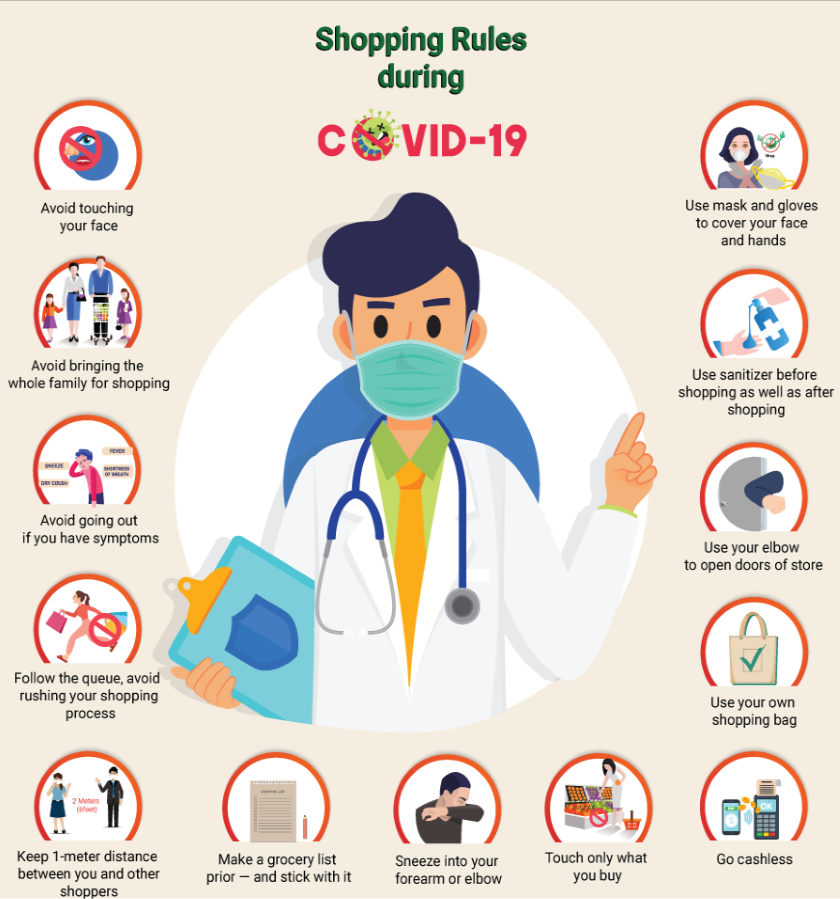 Shopping Rules
during
COVID-19
Avoid touching
your face
Avoid bringing the
whole family for shopping
SNEEZE
FEVER
DRY COUGH
SHORTNESS
OF BREATH
Avoid going out
if you have symptoms
Follow the queue, avoid
rushing your shopping
process
2 Meters
(6feet)
Keep 1-meter distance
between you and other
shoppers
SHOPPING LIST
Make a grocery list
prior — and stick with it
Sneeze into your
forearm or elbow
Touch only what
you buy
OK
Go cashless
Use mask and gloves
to cover your face
and hands
Use sanitizer before
shopping as well as after
shopping
Use your elbow
to open doors of store
Use your own
shopping bag